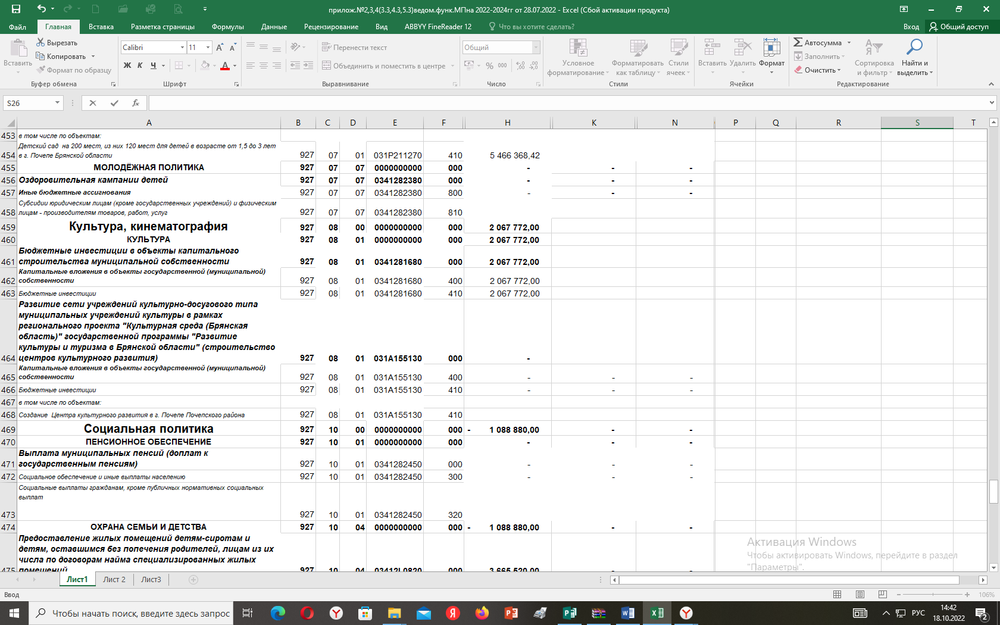 прилож.№2,3,4(3.3,4.3,5.3)ведом.функ.МПна 2022-2024гг от 28.07.2022 - Excel (Сбой активации продукта)
Файл Главная Вставка Разметка страницы Формулы Данные Рецензирование Вид ABBYY FineReader 12 Что вы хотите сделать? Вход Общий доступ
Вставить
Вырезать
Копировать
Формат по образцу
Буфер обмена
Calibri 11
Ж К Ч А
Шрифт
Перенести текст
Объединить и поместить в центре
Выравнивание
Общий
% 000
Число
Условное форматирование
Форматировать как таблицу
Стили ячеек
Стили
Вставить Удалить Формат
Ячейки
Автосумма
Заполнить
Очистить
Сортировка и фильтр
Найти и выделить
Редактирование
S26 fx
A B C D E F H K N P Q R S T
453 в том числе по объектам:
Детский сад на 200 мест, из них 120 мест для детей в возрасте от 1,5 до 3 лет
454 в г. Почепе Брянской области 927 07 01 031P211270 410 5 466 368,42
455 МОЛОДЁЖНАЯ ПОЛИТИКА 927 07 07 0000000000 000 - - -
456 Оздоровительная кампании детей 927 07 07 0341282380 000 - - -
457 Иные бюджетные ассигнования 927 07 07 0341282380 800 - - -
Субсидии юридическим лицам (кроме государственных учреждений) и физическим
458 лицам - производителям товаров, работ, услуг 927 07 07 0341282380 810
459 Культура, кинематография 927 08 00 0000000000 000 2 067 772,00
460 КУЛЬТУРА 927 08 01 0000000000 000 2 067 772,00
Бюджетные инвестиции в объекты капитального
461 строительства муниципальной собственности 927 08 01 0341281680 000 2 067 772,00
Капитальные вложения в объекты государственной (муниципальной)
462 собственности 927 08 01 0341281680 400 2 067 772,00
463 Бюджетные инвестиции 927 08 01 0341281680 410 2 067 772,00
Развитие сети учреждений культурно-досугового типа
муниципальных учреждений культуры в рамках
регионального проекта "Культурная среда (Брянская
область)" государственной программы "Развитие
культуры и туризма в Брянской области" (строительство
464 центров культурного развития) 927 08 01 031A155130 000 -
Капитальные вложения в объекты государственной (муниципальной)
465 собственности 927 08 01 031A155130 400 - - -
466 Бюджетные инвестиции 927 08 01 031A155130 410 - - -
467 в том числе по объектам:
468 Создание Центра культурного развития в г. Почепе Почепского района 927 08 01 031A155130 410
469 Социальная политика 927 10 00 0000000000 000 - 1 088 880,00 - -
470 ПЕНСИОННОЕ ОБЕСПЕЧЕНИЕ 927 10 01 0000000000 000 - - -
Выплата муниципальных пенсий (доплат к
471 государственным пенсиям) 927 10 01 0341282450 000 - - -
472 Социальное обеспечение и иные выплаты населению 927 10 01 0341282450 300 - - -
Социальные выплаты гражданам, кроме публичных нормативных социальных
выплат
473 927 10 01 0341282450 320
474 ОХРАНА СЕМЬИ И ДЕТСТВА 927 10 04 0000000000 000 - 1 088 880,00 - -
Предоставление жилых помещений детям-сиротам и
детям, оставшимся без попечения родителей, лицам из их
числа по договорам найма специализированных жилых
475 помещений 927 10 04 03412L0820 000 3 665 520,00 - -
Активация Windows
Чтобы активировать Windows, перейдите в раздел
"Параметры".
Лист1 Лист 2 Лист3
Ввод 106%
Чтобы начать поиск, введите здесь запрос
РУС
14:42
18.10.2022
2